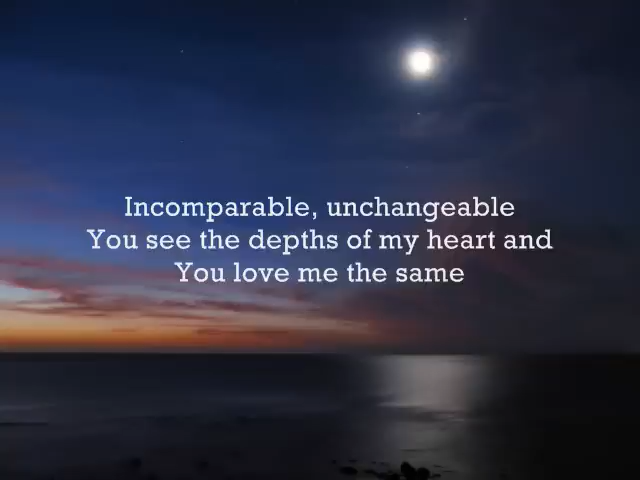 Incomparable, unchangeable
You see the depths of my heart and
You love me the same